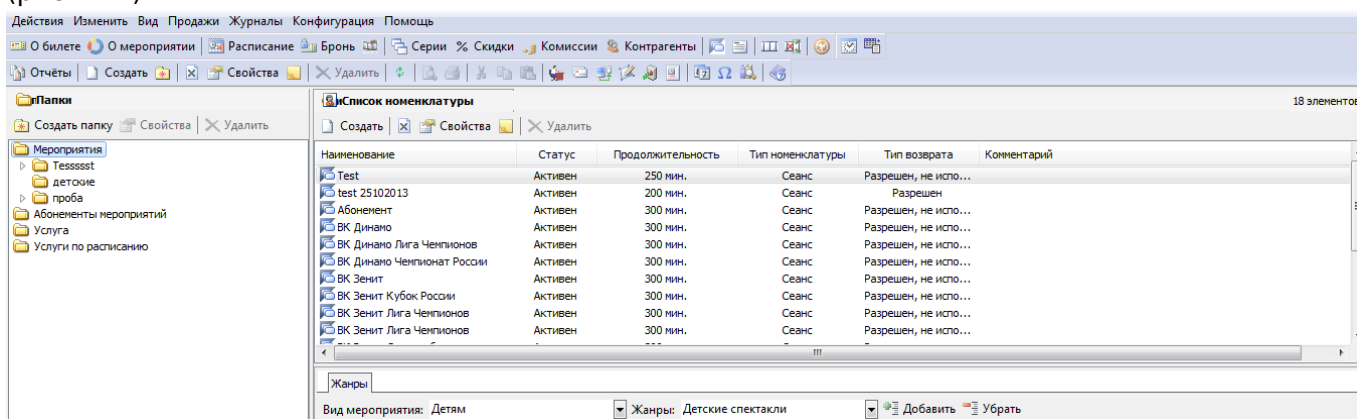 Действия Изменить Вид Продажи Журналы Конфигурация Помощь
О билете О мероприятии Расписание Бронь Серии % Скидки Комиссии Контрагенты
Отчёты Создать Свойства Удалить
Папки
Список номенклатуры 18 элементов
Создать папку Свойства Удалить
Создать Свойства Удалить
Мероприятия
Tessssst
детские
проба
Абонементы мероприятий
Услуга
Услуги по расписанию
Наименование Статус Продолжительность Тип номенклатуры Тип возврата Комментарий
Test Активен 250 мин. Сеанс Разрешен, не испо...
test 25102013 Активен 200 мин. Сеанс Разрешен
Абонемент Активен 300 мин. Сеанс Разрешен, не испо...
ВК Динамо Активен 300 мин. Сеанс Разрешен, не испо...
ВК Динамо Лига Чемпионов Активен 300 мин. Сеанс Разрешен, не испо...
ВК Динамо Чемпионат России Активен 300 мин. Сеанс Разрешен, не испо...
ВК Зенит Активен 300 мин. Сеанс Разрешен, не испо...
ВК Зенит Кубок России Активен 300 мин. Сеанс Разрешен, не испо...
ВК Зенит Лига Чемпионов Активен 300 мин. Сеанс Разрешен, не испо...
ВК Зенит Лига Чемпионов Активен 300 мин. Сеанс Разрешен, не испо...
Жанры
Вид мероприятия: Детям Жанры: Детские спектакли Добавить Убрать